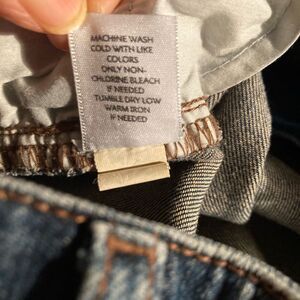 MACHINE WASH
COLD WITH LIKE
COLORS
ONLY NON-
CHLORINE BLEACH
IF NEEDED
TUMBLE DRY LOW
WARM IRON
IF NEEDED